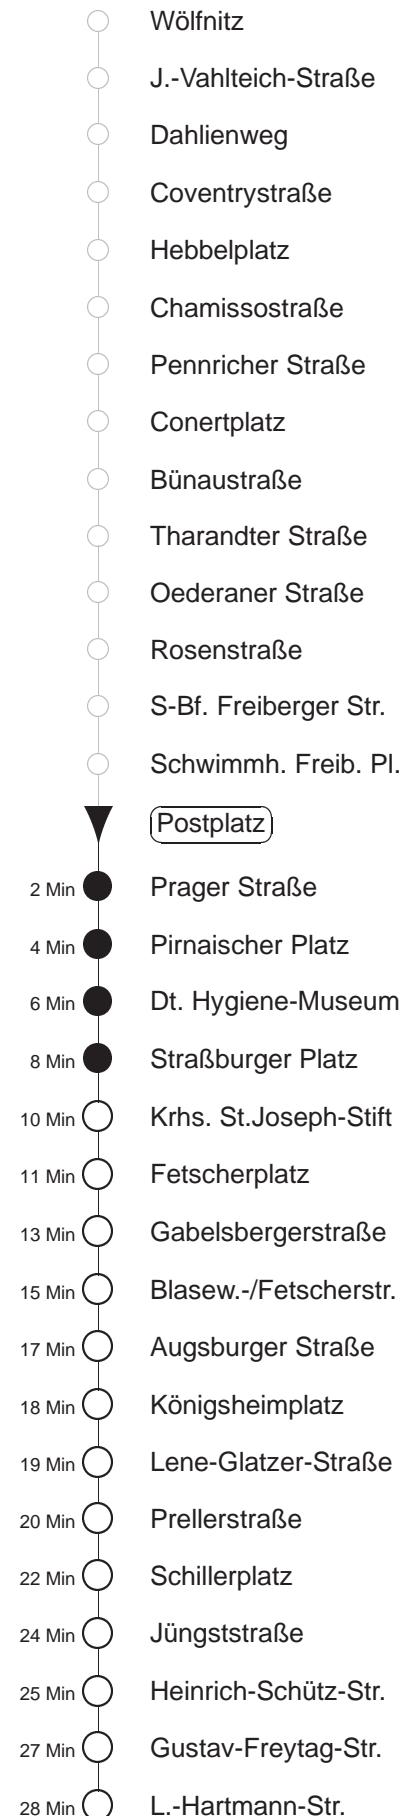 Wölfnitz
J.-Vahlteich-Straße
Dahlienweg
Coventrystraße
Hebbelplatz
Chamissostraße
Pennricher Straße
Conertplatz
Bünaustraße
Tharandter Straße
Oederaner Straße
Rosenstraße
S-Bf. Freiberger Str.
Schwimmh. Freib. Pl.
Postplatz
2 Min Prager Straße
4 Min Pirnaischer Platz
6 Min Dt. Hygiene-Museum
8 Min Straßburger Platz
10 Min Krhs. St.Joseph-Stift
11 Min Fetscherplatz
13 Min Gabelsbergerstraße
15 Min Blasew.-/Fetscherstr.
17 Min Augsburger Straße
18 Min Königsheimplatz
19 Min Lene-Glatzer-Straße
20 Min Prellerstraße
22 Min Schillerplatz
24 Min Jüngststraße
25 Min Heinrich-Schütz-Str.
27 Min Gustav-Freytag-Str.
28 Min L.-Hartmann-Str.